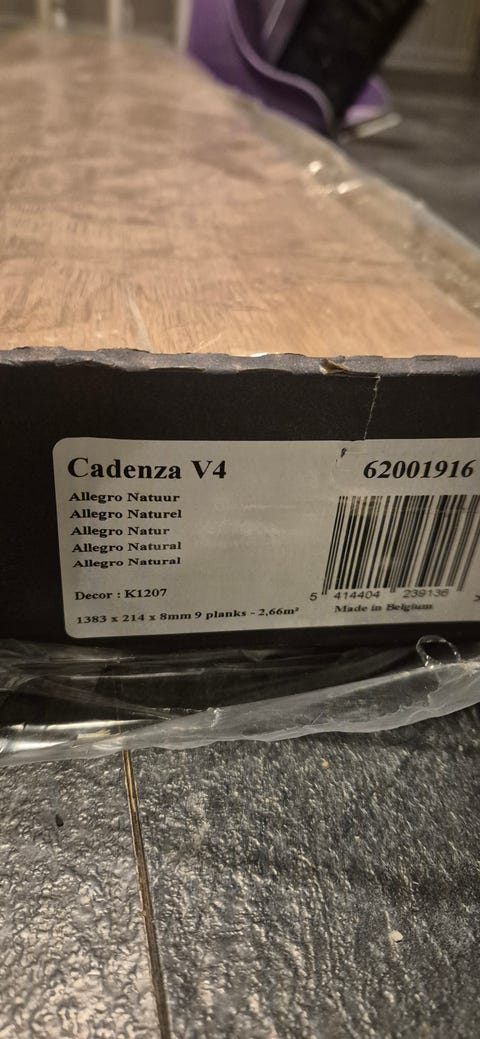 Cadenza V4
62001916
Allegro Natuur
Allegro Naturel
Allegro Natur
Allegro Natural
Allegro Natural
Decor : K1207
1383 x 214 x 8mm 9 planks - 2,66m²
5 414404 239136
Made in Belgium